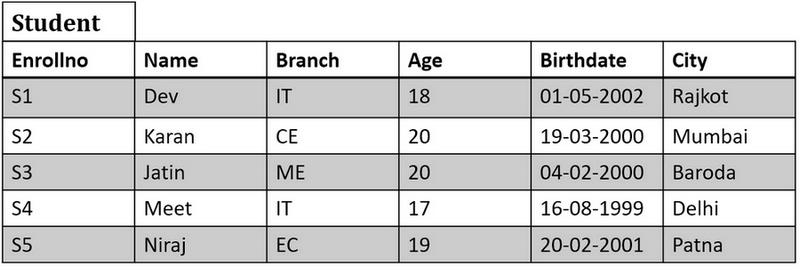 Student
Enrollno Name Branch Age Birthdate City
S1 Dev IT 18 01-05-2002 Rajkot
S2 Karan CE 20 19-03-2000 Mumbai
S3 Jatin ME 20 04-02-2000 Baroda
S4 Meet IT 17 16-08-1999 Delhi
S5 Niraj EC 19 20-02-2001 Patna